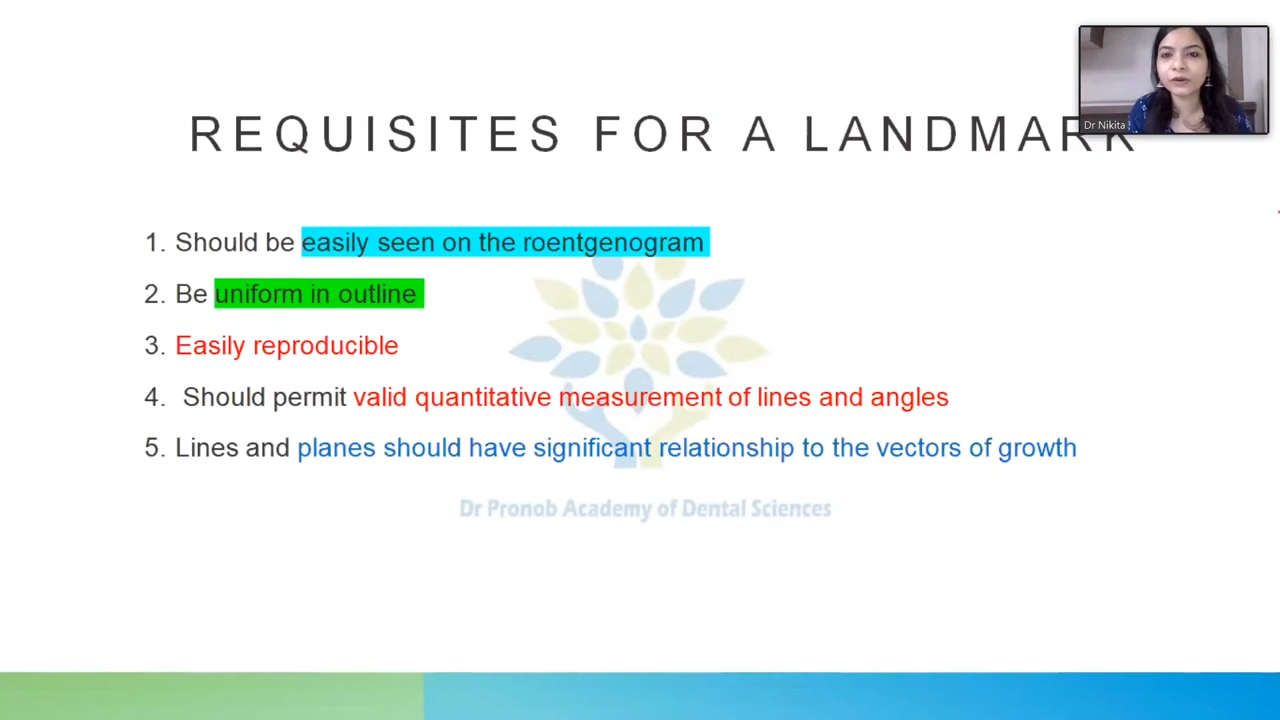 REQUISITES FOR A LANDMARK
Dr Nikita
1. Should be easily seen on the roentgenogram
2. Be uniform in outline
3. Easily reproducible
4. Should permit valid quantitative measurement of lines and angles
5. Lines and planes should have significant relationship to the vectors of growth
Dr Pronob Academy of Dental Sciences